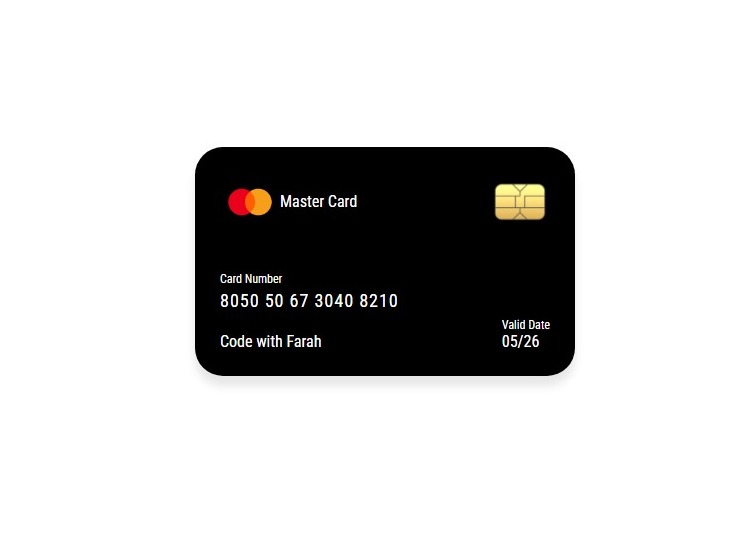 Master Card
Card Number
8050 50 67 3040 8210
Valid Date
Code with Farah
05/26